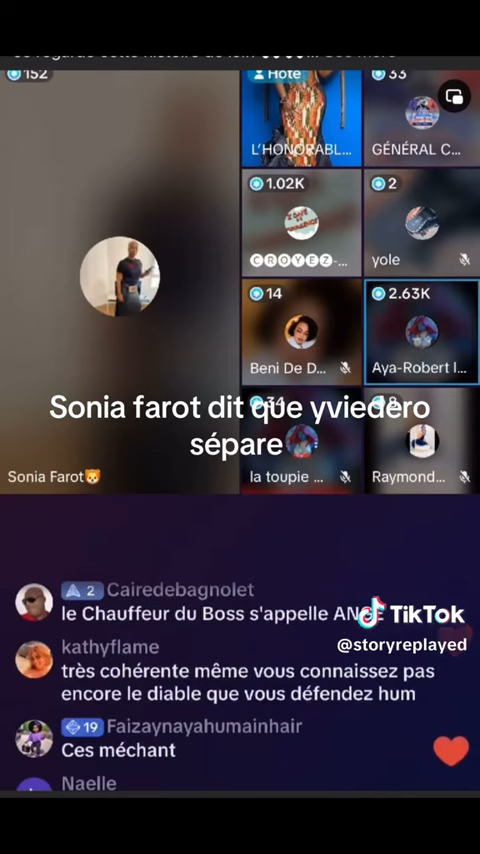 152
Hôte
33
L'HONORABL...
GÉNÉRAL C...
1.02K
2
CROYEZ-...
yole
14
2.63K
Beni De D...
Aya-Robert l...
Sonia farot dit que yviedero
sépare
Sonia Farot🐯
la toupie ...
Raymond...
2 Cairedebagnolet
le Chauffeur du Boss s'appelle ANGE
TikTok
@storyreplayed
kathyflame
très cohérente même vous connaissez pas
encore le diable que vous défendez hum
19 Faizaynayahumainhair
Ces méchant
Naelle